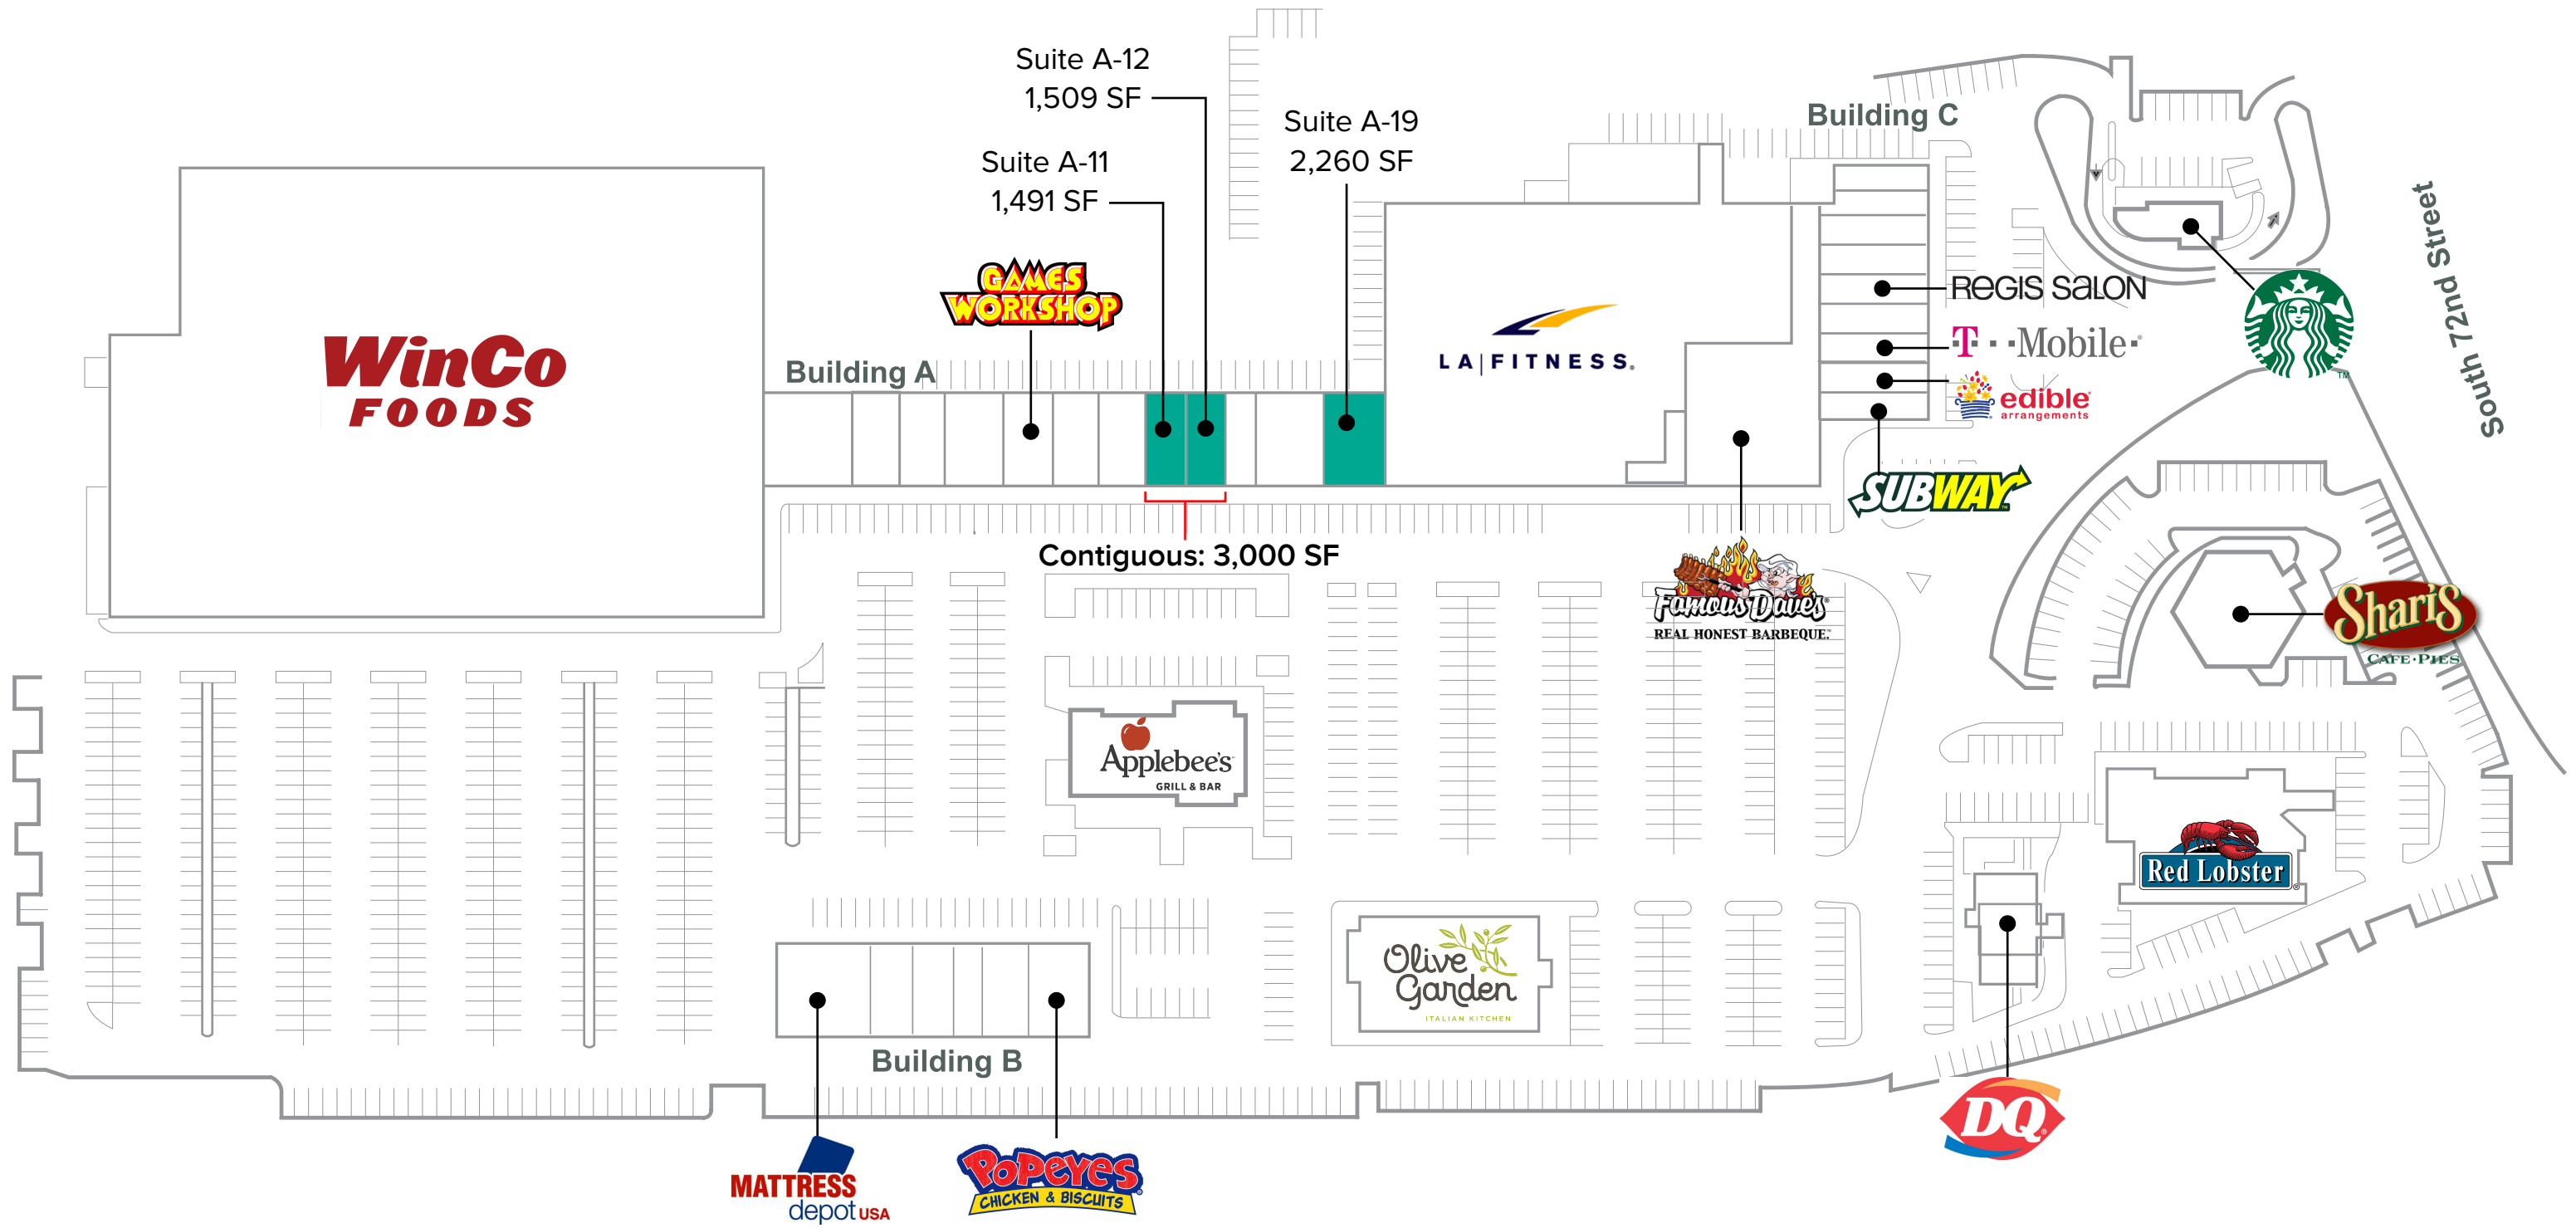 Suite A-12
1,509 SF
Suite A-11
1,491 SF
Suite A-19
2,260 SF
Building C
South 72nd Street
GAMES
WORKSHOP
WinCo
FOODS
Building A
LA|FITNESS®
REGIS SALON
T··Mobile·®
edible®
arrangements
TM
SUBWAY
Contiguous: 3,000 SF
Famous Dave's®
REAL HONEST BARBEQUE.™
Shari's
CAFE·PIES
Applebee's
GRILL & BAR
Red Lobster®
Olive
Garden
ITALIAN KITCHEN
Building B
DQ®
MATTRESS
depot USA
POPEYES®
CHICKEN & BISCUITS